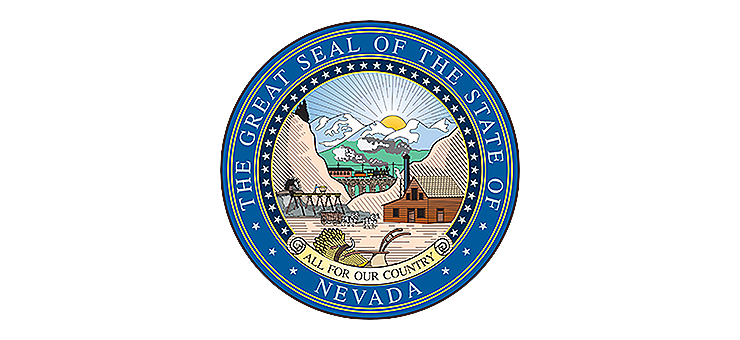 THE GREAT SEAL OF THE STATE OF
NEVADA
ALL FOR OUR COUNTRY